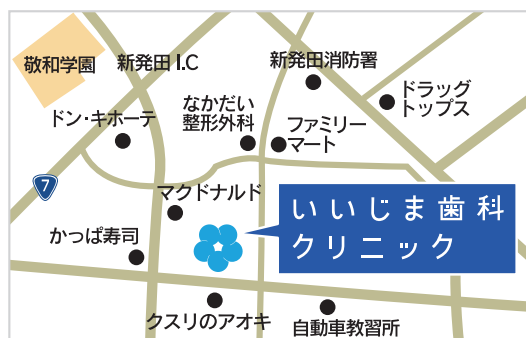 敬和学園
新発田I.C
新発田消防署
ドラッグ
トップス
ドン・キホーテ
なかだい
整形外科
ファミリー
マート
7
マクドナルド
いいじま歯科
クリニック
かっぱ寿司
クスリのアオキ
自動車教習所